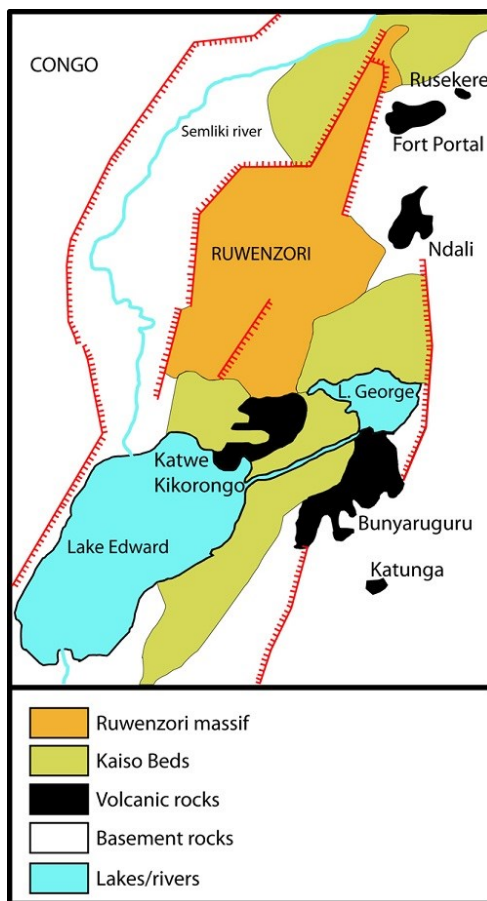 CONGO
Rusekere
Semliki river
Fort Portal
Ndali
RUWENZORI
L. George
Katwe
Kikorongo
Bunyaruguru
Lake Edward
Katunga
Ruwenzori massif
Kaiso Beds
Volcanic rocks
Basement rocks
Lakes/rivers